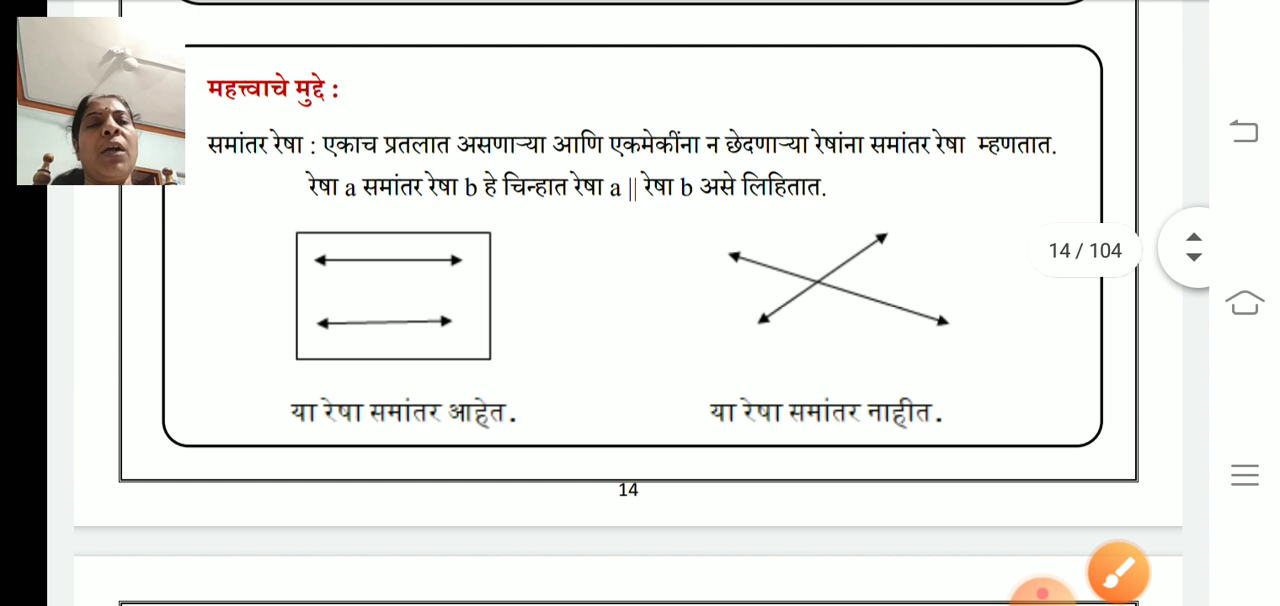 महत्त्वाचे मुद्दे :
समांतर रेषा : एकाच प्रतलात असणाऱ्या आणि एकमेकींना न छेदणाऱ्या रेषांना समांतर रेषा म्हणतात.
रेषा a समांतर रेषा b हे चिन्हात रेषा a || रेषा b असे लिहितात.
14 / 104
या रेषा समांतर आहेत.
या रेषा समांतर नाहीत.
14